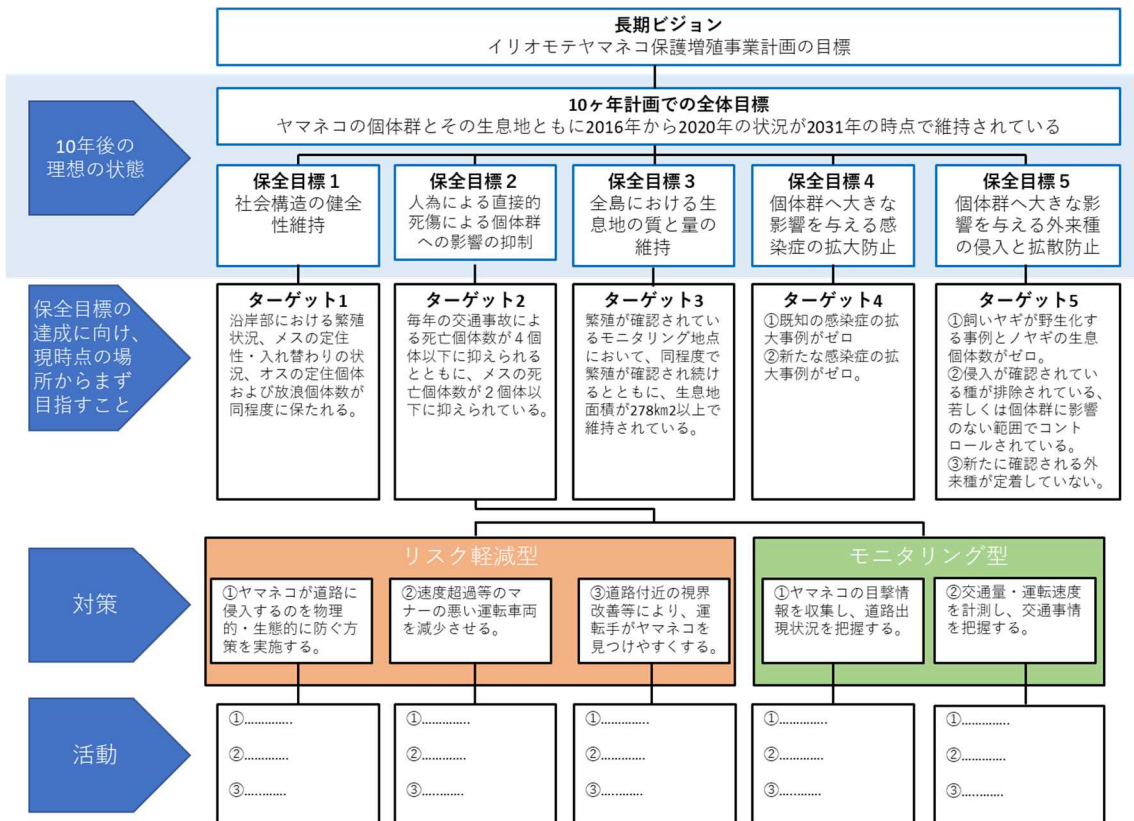 長期ビジョン
イリオモテヤマネコ保護増殖事業計画の目標
10年後の
理想の状態
10ヶ年計画での全体目標
ヤマネコの個体群とその生息地ともに2016年から2020年の状況が2031年の時点で維持されている
保全目標1
社会構造の健全
性維持
保全目標2
人為による直接的
死傷による個体群
への影響の抑制
保全目標3
全島における生
息地の質と量の
維持
保全目標4
個体群へ大きな
影響を与える感
染症の拡大防止
保全目標5
個体群へ大きな影
響を与える外来種
の侵入と拡散防止
保全目標の
達成に向け、
現時点の場
所からまず
目指すこと
ターゲット1
沿岸部における繁殖
状況、メスの定住
性・入れ替わりの状
況、オスの定住個体
および放浪個体数が
同程度に保たれる。
ターゲット2
毎年の交通事故によ
る死亡個体数が４個
体以下に抑えられる
とともに、メスの死
亡個体数が２個体以
下に抑えられている。
ターゲット3
繁殖が確認されてい
るモニタリング地点
において、同程度で
繁殖が確認され続け
るとともに、生息地
面積が278km2以上で
維持されている。
ターゲット4
①既知の感染症の拡
大事例がゼロ
②新たな感染症の拡
大事例がゼロ。
ターゲット5
①飼いヤギが野生化す
る事例とノヤギの生息
個体数がゼロ。
②侵入が確認されてい
る種が排除されている、
若しくは個体群に影響
のない範囲でコント
ロールされている。
③新たに確認される外
来種が定着していない。
対策
リスク軽減型
①ヤマネコが道路に
侵入するのを物理
的・生態的に防ぐ方
策を実施する。
②速度超過等のマ
ナーの悪い運転車両
を減少させる。
③道路付近の視界
改善等により、運
転手がヤマネコを
見つけやすくする。
モニタリング型
①ヤマネコの目撃情
報を収集し、道路出
現状況を把握する。
②交通量・運転速度
を計測し、交通事情
を把握する。
活動
①.............
②............
③...........
①.............
②............
③...........
①.............
②............
③...........
①.............
②............
③...........
①.............
②............
③...........